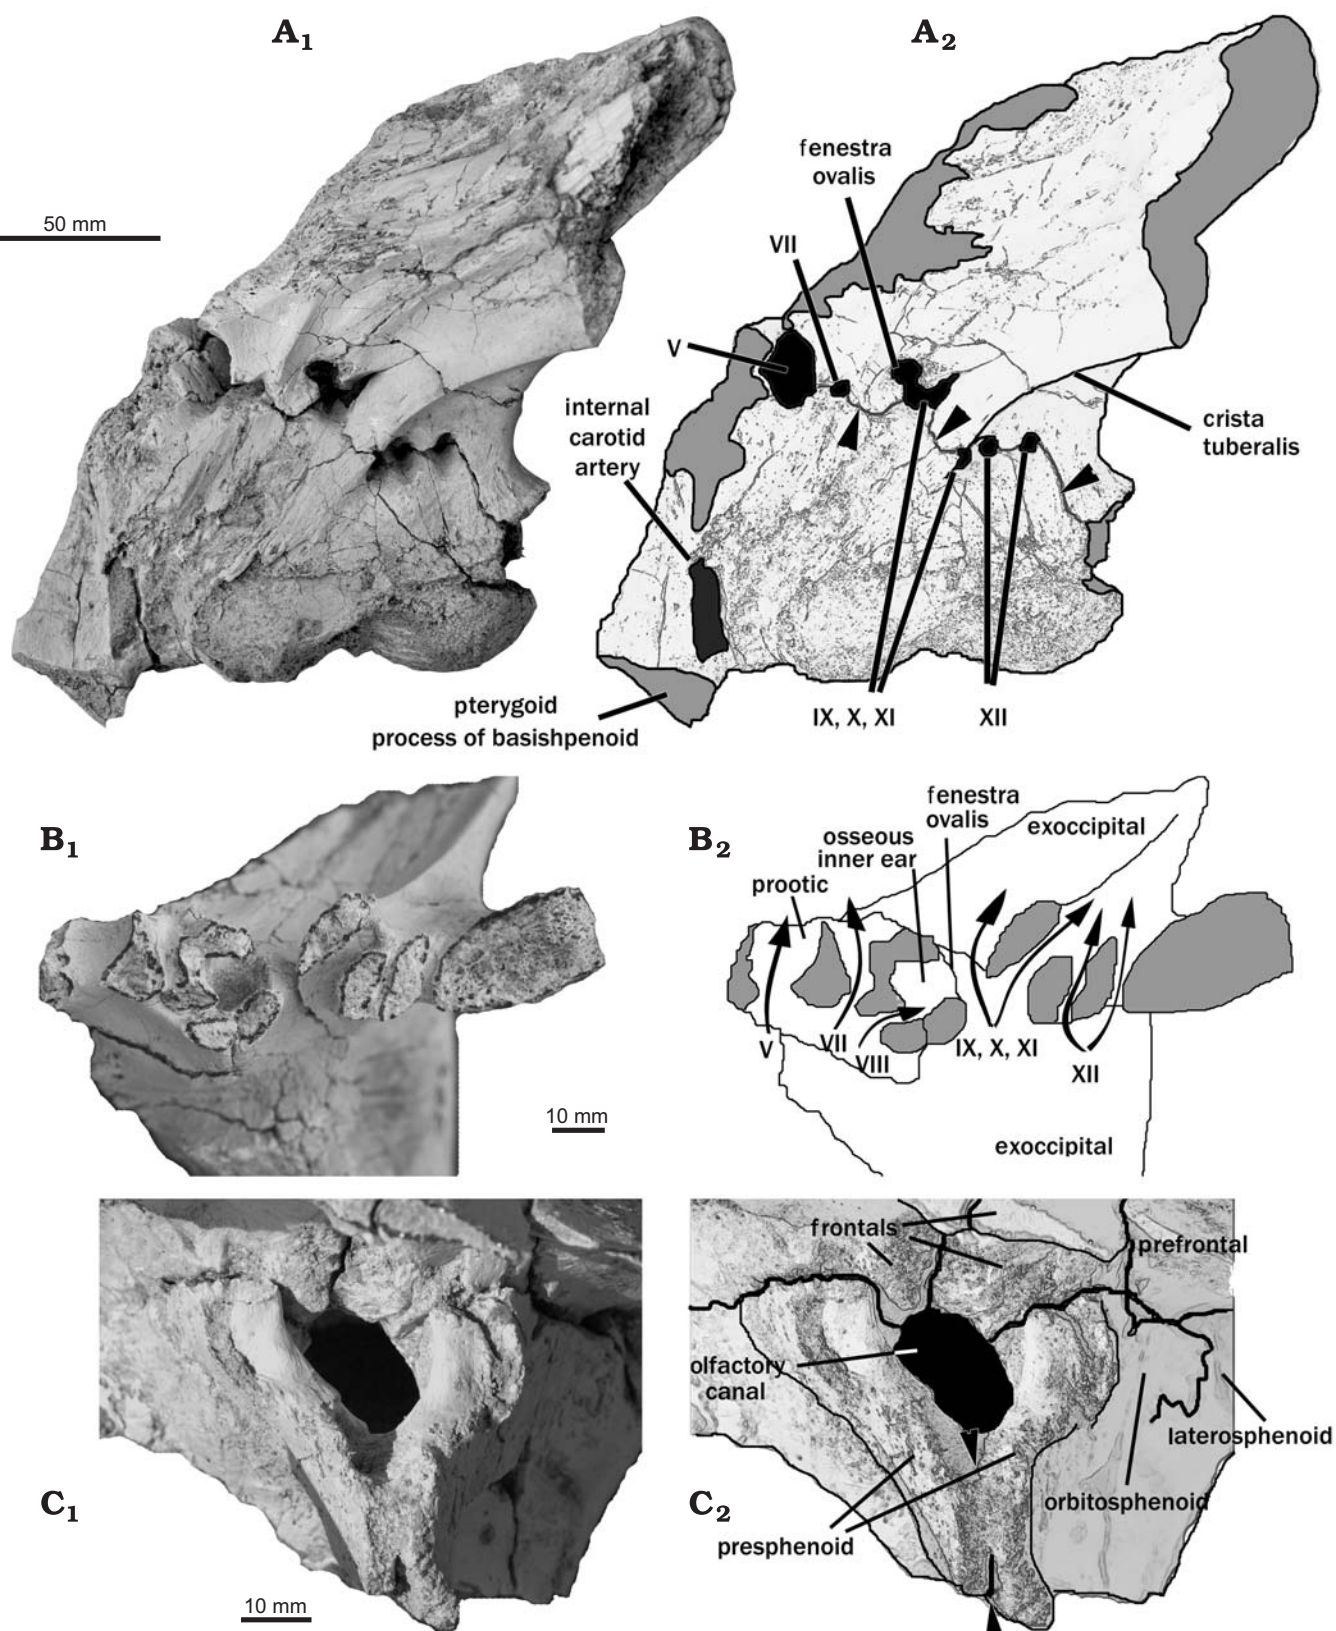 A1
A2
50 mm
fenestra
ovalis
VII
V
internal
carotid
artery
crista
tuberalis
pterygoid
process of basishpenoid
IX, X, XI
XII
B1
B2
fenestra
ovalis
exoccipital
osseous
inner ear
prootic
V
VII
VIII
IX, X, XI
XII
10 mm
exoccipital
frontals
prefrontal
olfactory
canal
laterosphenoid
C1
C2
orbitosphenoid
presphenoid
10 mm